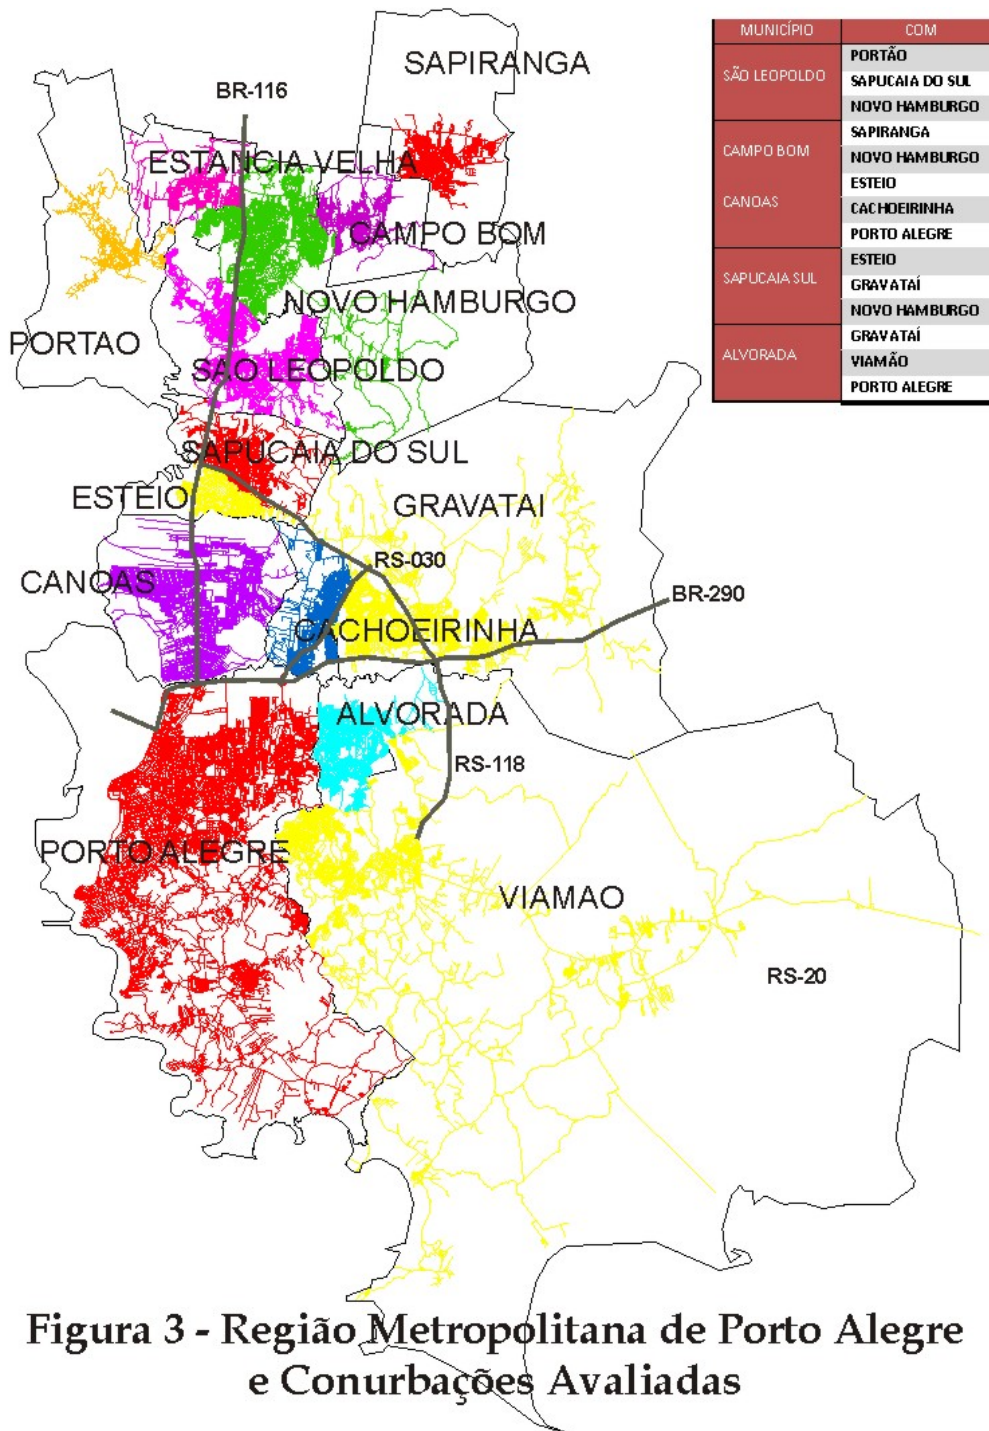 SAPIRANGA
BR-116
ESTANCIA VELHA
CAMPO BOM
NOVO HAMBURGO
PORTAO
SAO LEOPOLDO
SAPUCAIA DO SUL
ESTEIO
GRAVATAI
CANOAS
RS-030
BR-290
CACHOEIRINHA
ALVORADA
RS-118
PORTO ALEGRE
VIAMAO
RS-20
MUNICÍPIO COM
SÃO LEOPOLDO PORTÃO
SAPUCAIA DO SUL
NOVO HAMBURGO
CAMPO BOM SAPIRANGA
NOVO HAMBURGO
CANOAS ESTEIO
CACHOEIRINHA
PORTO ALEGRE
SAPUCAIA SUL ESTEIO
GRAVATAÍ
NOVO HAMBURGO
ALVORADA GRAVATAÍ
VIAMÃO
PORTO ALEGRE
Figura 3 - Região Metropolitana de Porto Alegre
e Conurbações Avaliadas